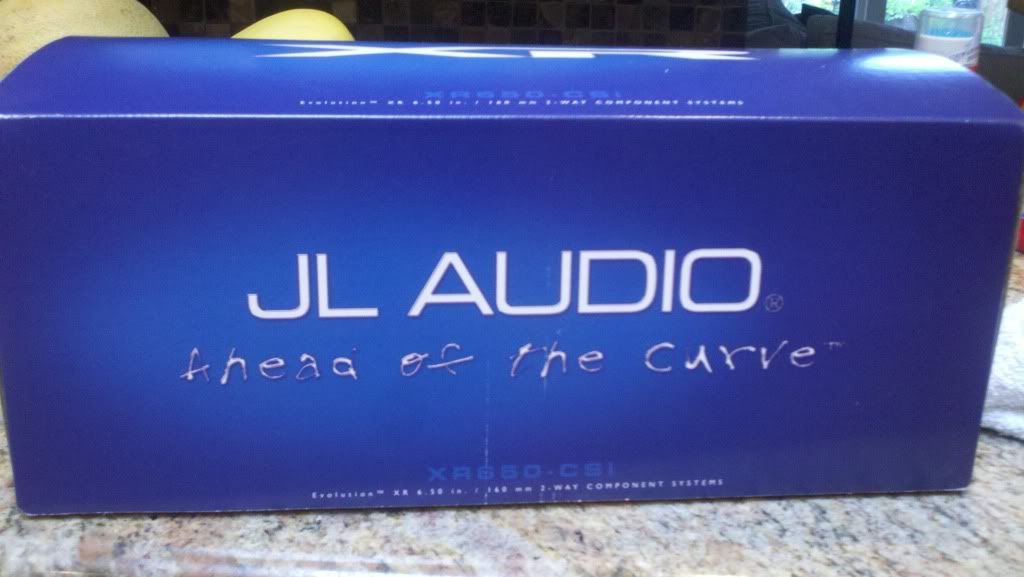 XR
XR650-CSi
Evolution™ XR 6.50 in. / 160 mm 2-WAY COMPONENT SYSTEMS
JL AUDIO®
Ahead of the Curve™
XR650-CSi
Evolution™ XR 6.50 in. / 160 mm 2-WAY COMPONENT SYSTEMS